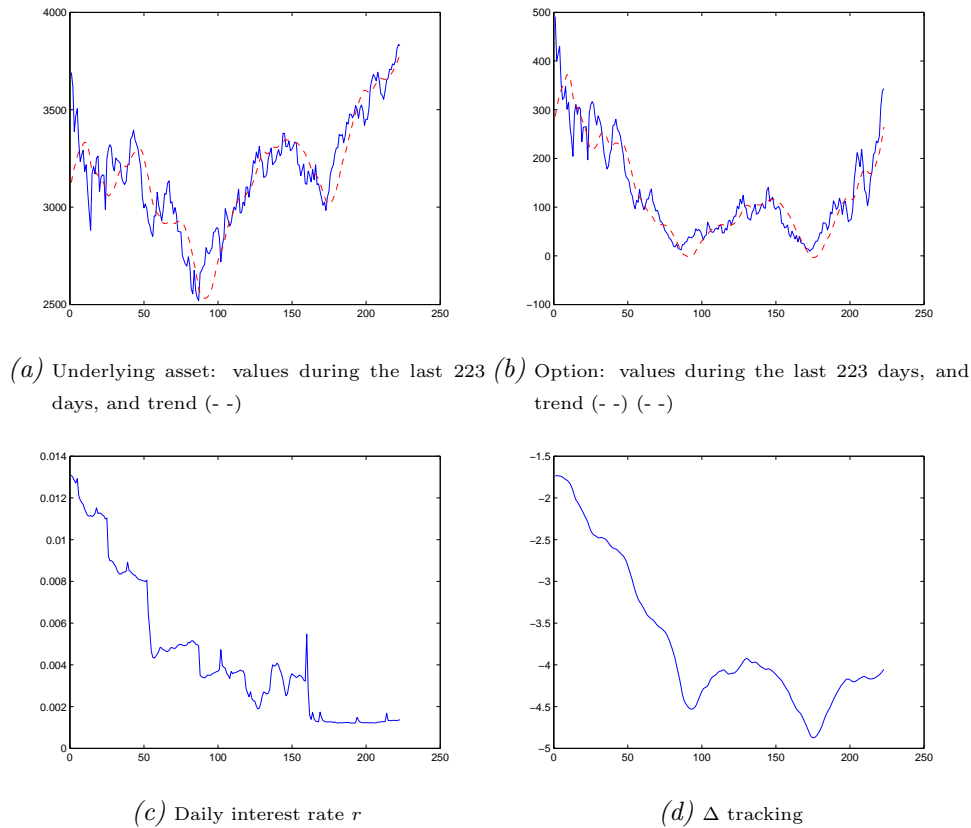 4000
3500
3000
2500
0 50 100 150 200 250
500
400
300
200
100
0
−100
0 50 100 150 200 250
(a) Underlying asset: values during the last 223
days, and trend (- -)
(b) Option: values during the last 223 days, and
trend (- -) (- -)
0.014
0.012
0.01
0.008
0.006
0.004
0.002
0
0 50 100 150 200 250
−1.5
−2
−2.5
−3
−3.5
−4
−4.5
−5
0 50 100 150 200 250
(c) Daily interest rate r
(d) Δ tracking